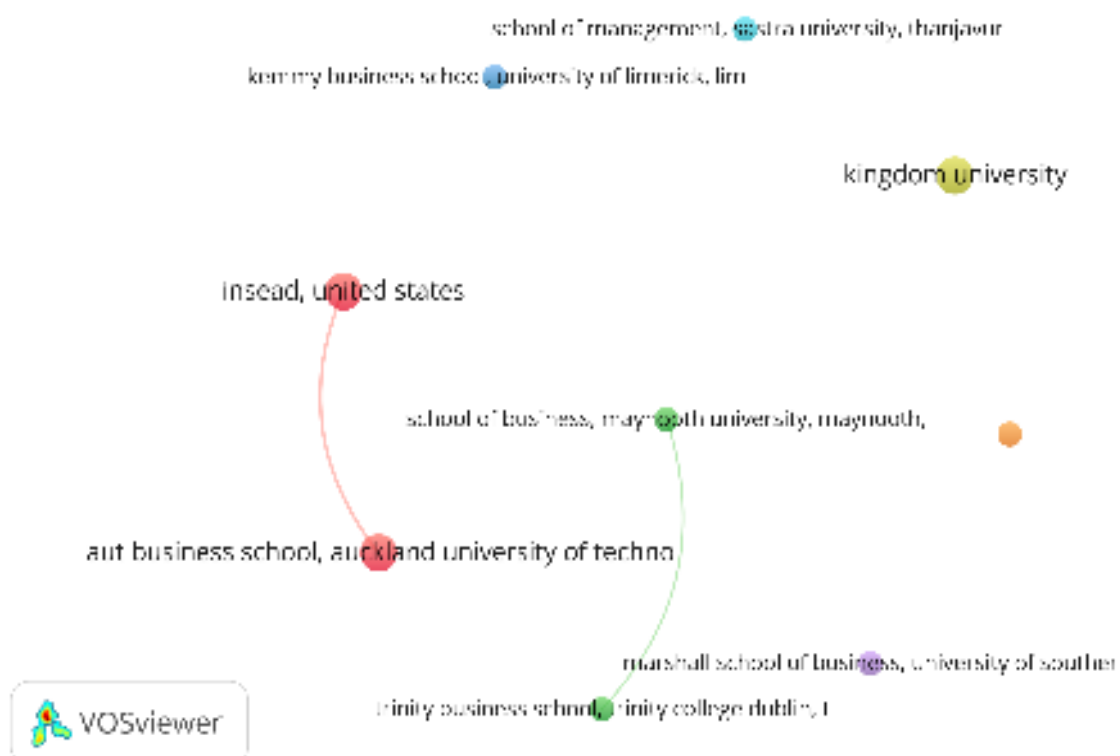 school of management, sastra university, thanjavur
kemmy business school, university of limerick, lim
kingdom university
insead, united states
school of business, maynooth university, maynooth,
aut business school, auckland university of techno
marshall school of business, university of souther
trinity business school, trinity college dublin, t
VOSviewer